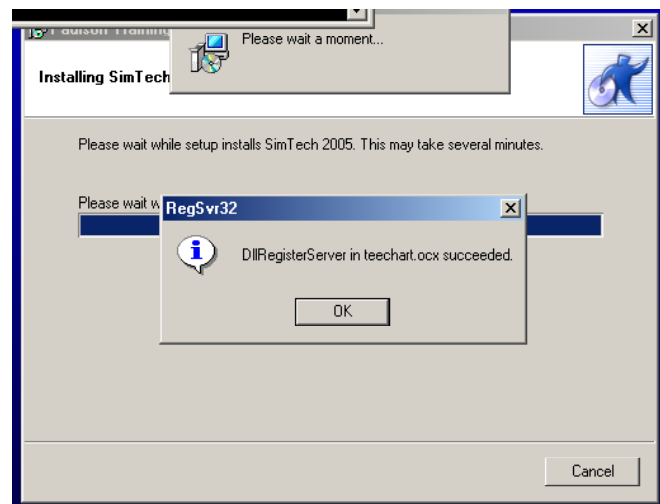 Please wait a moment...
Installing SimTech
Please wait while setup installs SimTech 2005. This may take several minutes.
Please wait w
RegSvr32
DllRegisterServer in teechart.ocx succeeded.
OK
Cancel